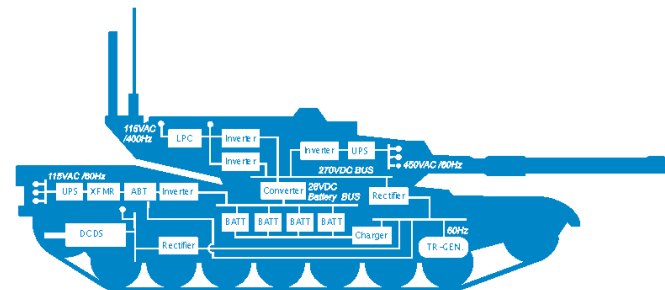 115VAC
/400Hz
LPC
Inverter
Inverter
Inverter
UPS
450VAC /60Hz
270VDC BUS
115VAC /60Hz
UPS
XFMR
ABT
Inverter
Converter
28VDC
Battery BUS
Rectifier
BATT
BATT
BATT
BATT
Charger
60Hz
TR-GEN.
DCDS
Rectifier